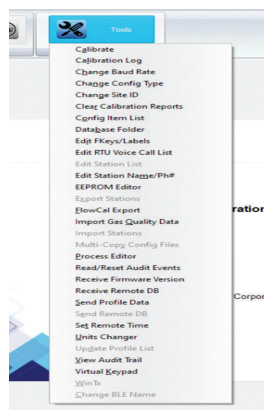 Tools
Calibrate
Calibration Log
Change Baud Rate
Change Config Type
Change Site ID
Clear Calibration Reports
Config Item List
Database Folder
Edit FKeys/Labels
Edit RTU Voice Call List
Edit Station List
Edit Station Name/Ph#
EEPROM Editor
Export Stations
FlowCal Export
Import Gas Quality Data
Import Stations
Multi-Copy Config Files
Process Editor
Read/Reset Audit Events
Receive Firmware Version
Receive Remote DB
Send Profile Data
Send Remote DB
Set Remote Time
Units Changer
Update Profile List
View Audit Trail
Virtual Keypad
WinTx
Change BLE Name
ration
Corpor